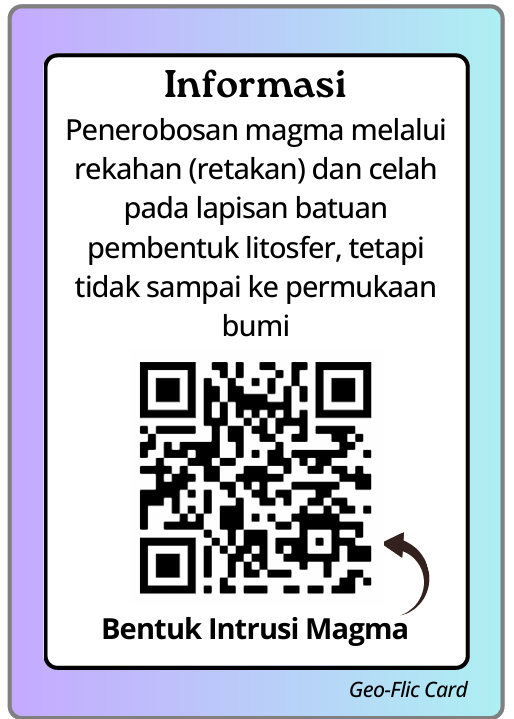 Informasi
Penerobosan magma melalui
rekahan (retakan) dan celah
pada lapisan batuan
pembentuk litosfer, tetapi
tidak sampai ke permukaan
bumi
Bentuk Intrusi Magma
Geo-Flic Card